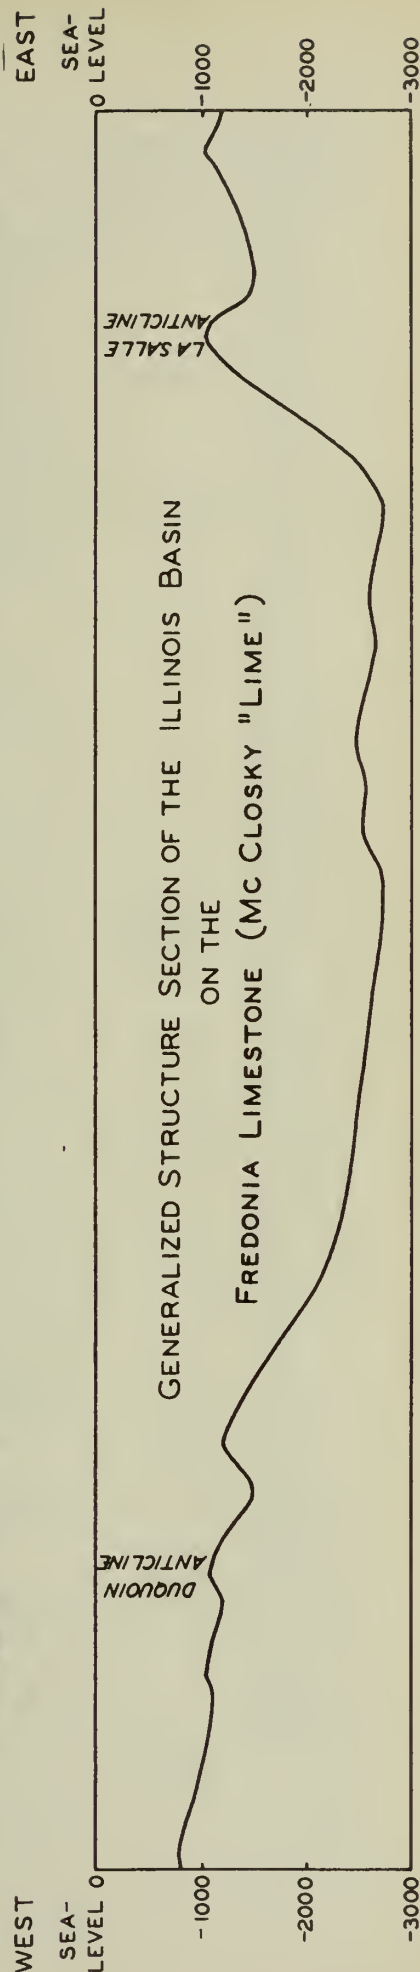 WEST
SEA-
LEVEL
0
-1000
-2000
-3000
DUQUOIN
ANTICLINE
GENERALIZED STRUCTURE SECTION OF THE ILLINOIS BASIN
ON THE
FREDONIA LIMESTONE (MC CLOSKY "LIME")
LA SALLE
ANTICLINE
EAST
SEA-
LEVEL
0
-1000
-2000
-3000